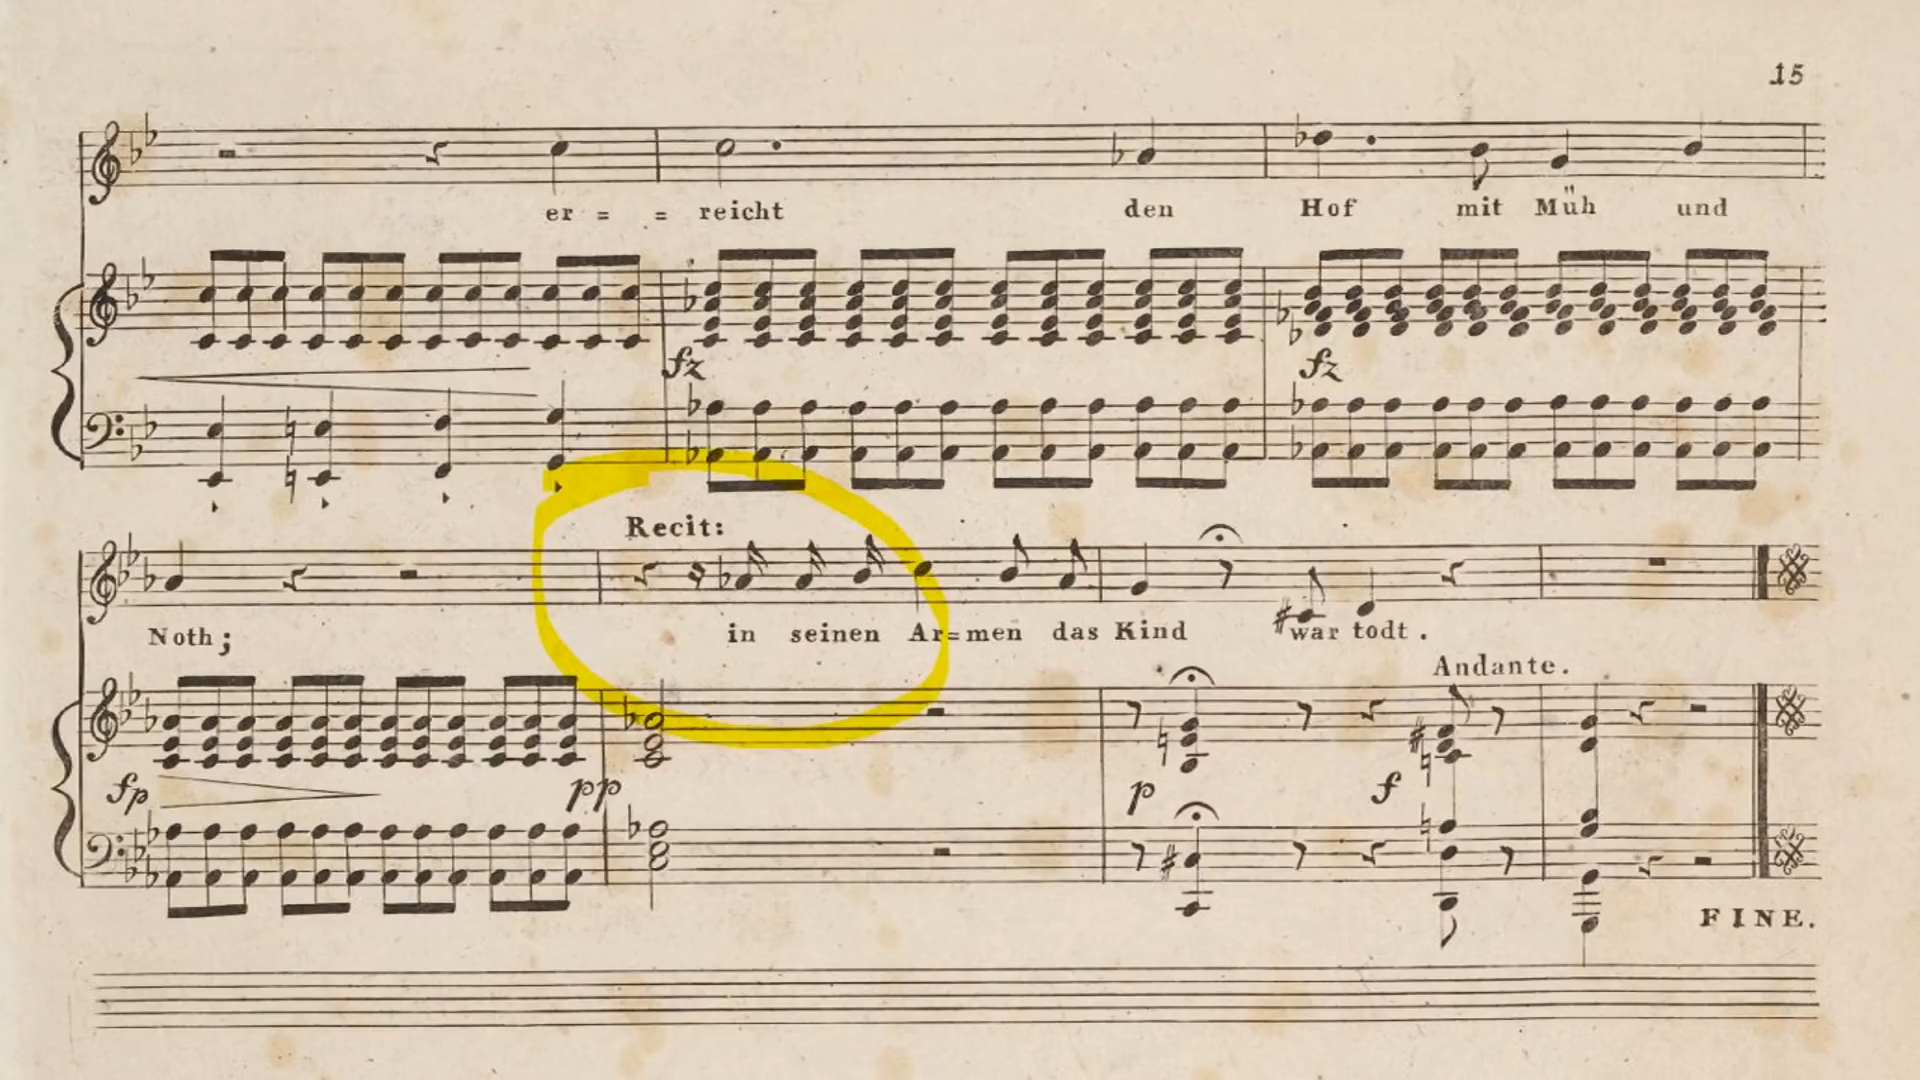 15
er = = reicht den Hof mit Müh und
fz fz
Recit:
Noth; in seinen Ar=men das Kind war todt.
Andante.
fp pp p f
FINE.